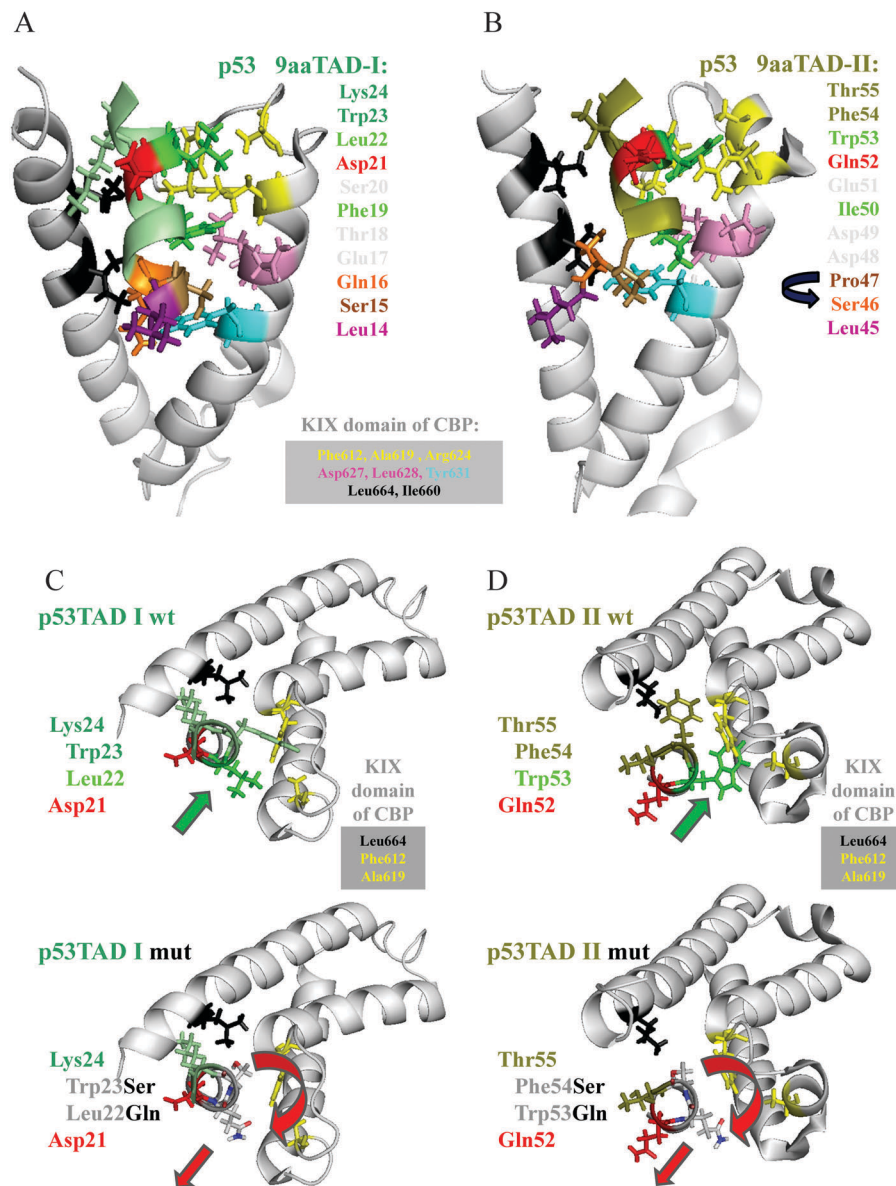 A
p53 9aaTAD-I:
Lys24
Trp23
Leu22
Asp21
Ser20
Phe19
Thr18
Glu17
Gln16
Ser15
Leu14
B
p53 9aaTAD-II:
Thr55
Phe54
Trp53
Gln52
Glu51
Ile50
Asp49
Asp48
Pro47
Ser46
Leu45
KIX domain of CBP:
Phe612, Ala619 , Arg624
Asp627, Leu628, Tyr631
Leu664, Ile660
C
p53TAD I wt
Lys24
Trp23
Leu22
Asp21
KIX
domain
of CBP
Leu664
Phe612
Ala619
p53TAD I mut
Lys24
Trp23Ser
Leu22Gln
Asp21
D
p53TAD II wt
Thr55
Phe54
Trp53
Gln52
KIX
domain
of CBP
Leu664
Phe612
Ala619
p53TAD II mut
Thr55
Phe54Ser
Trp53Gln
Gln52